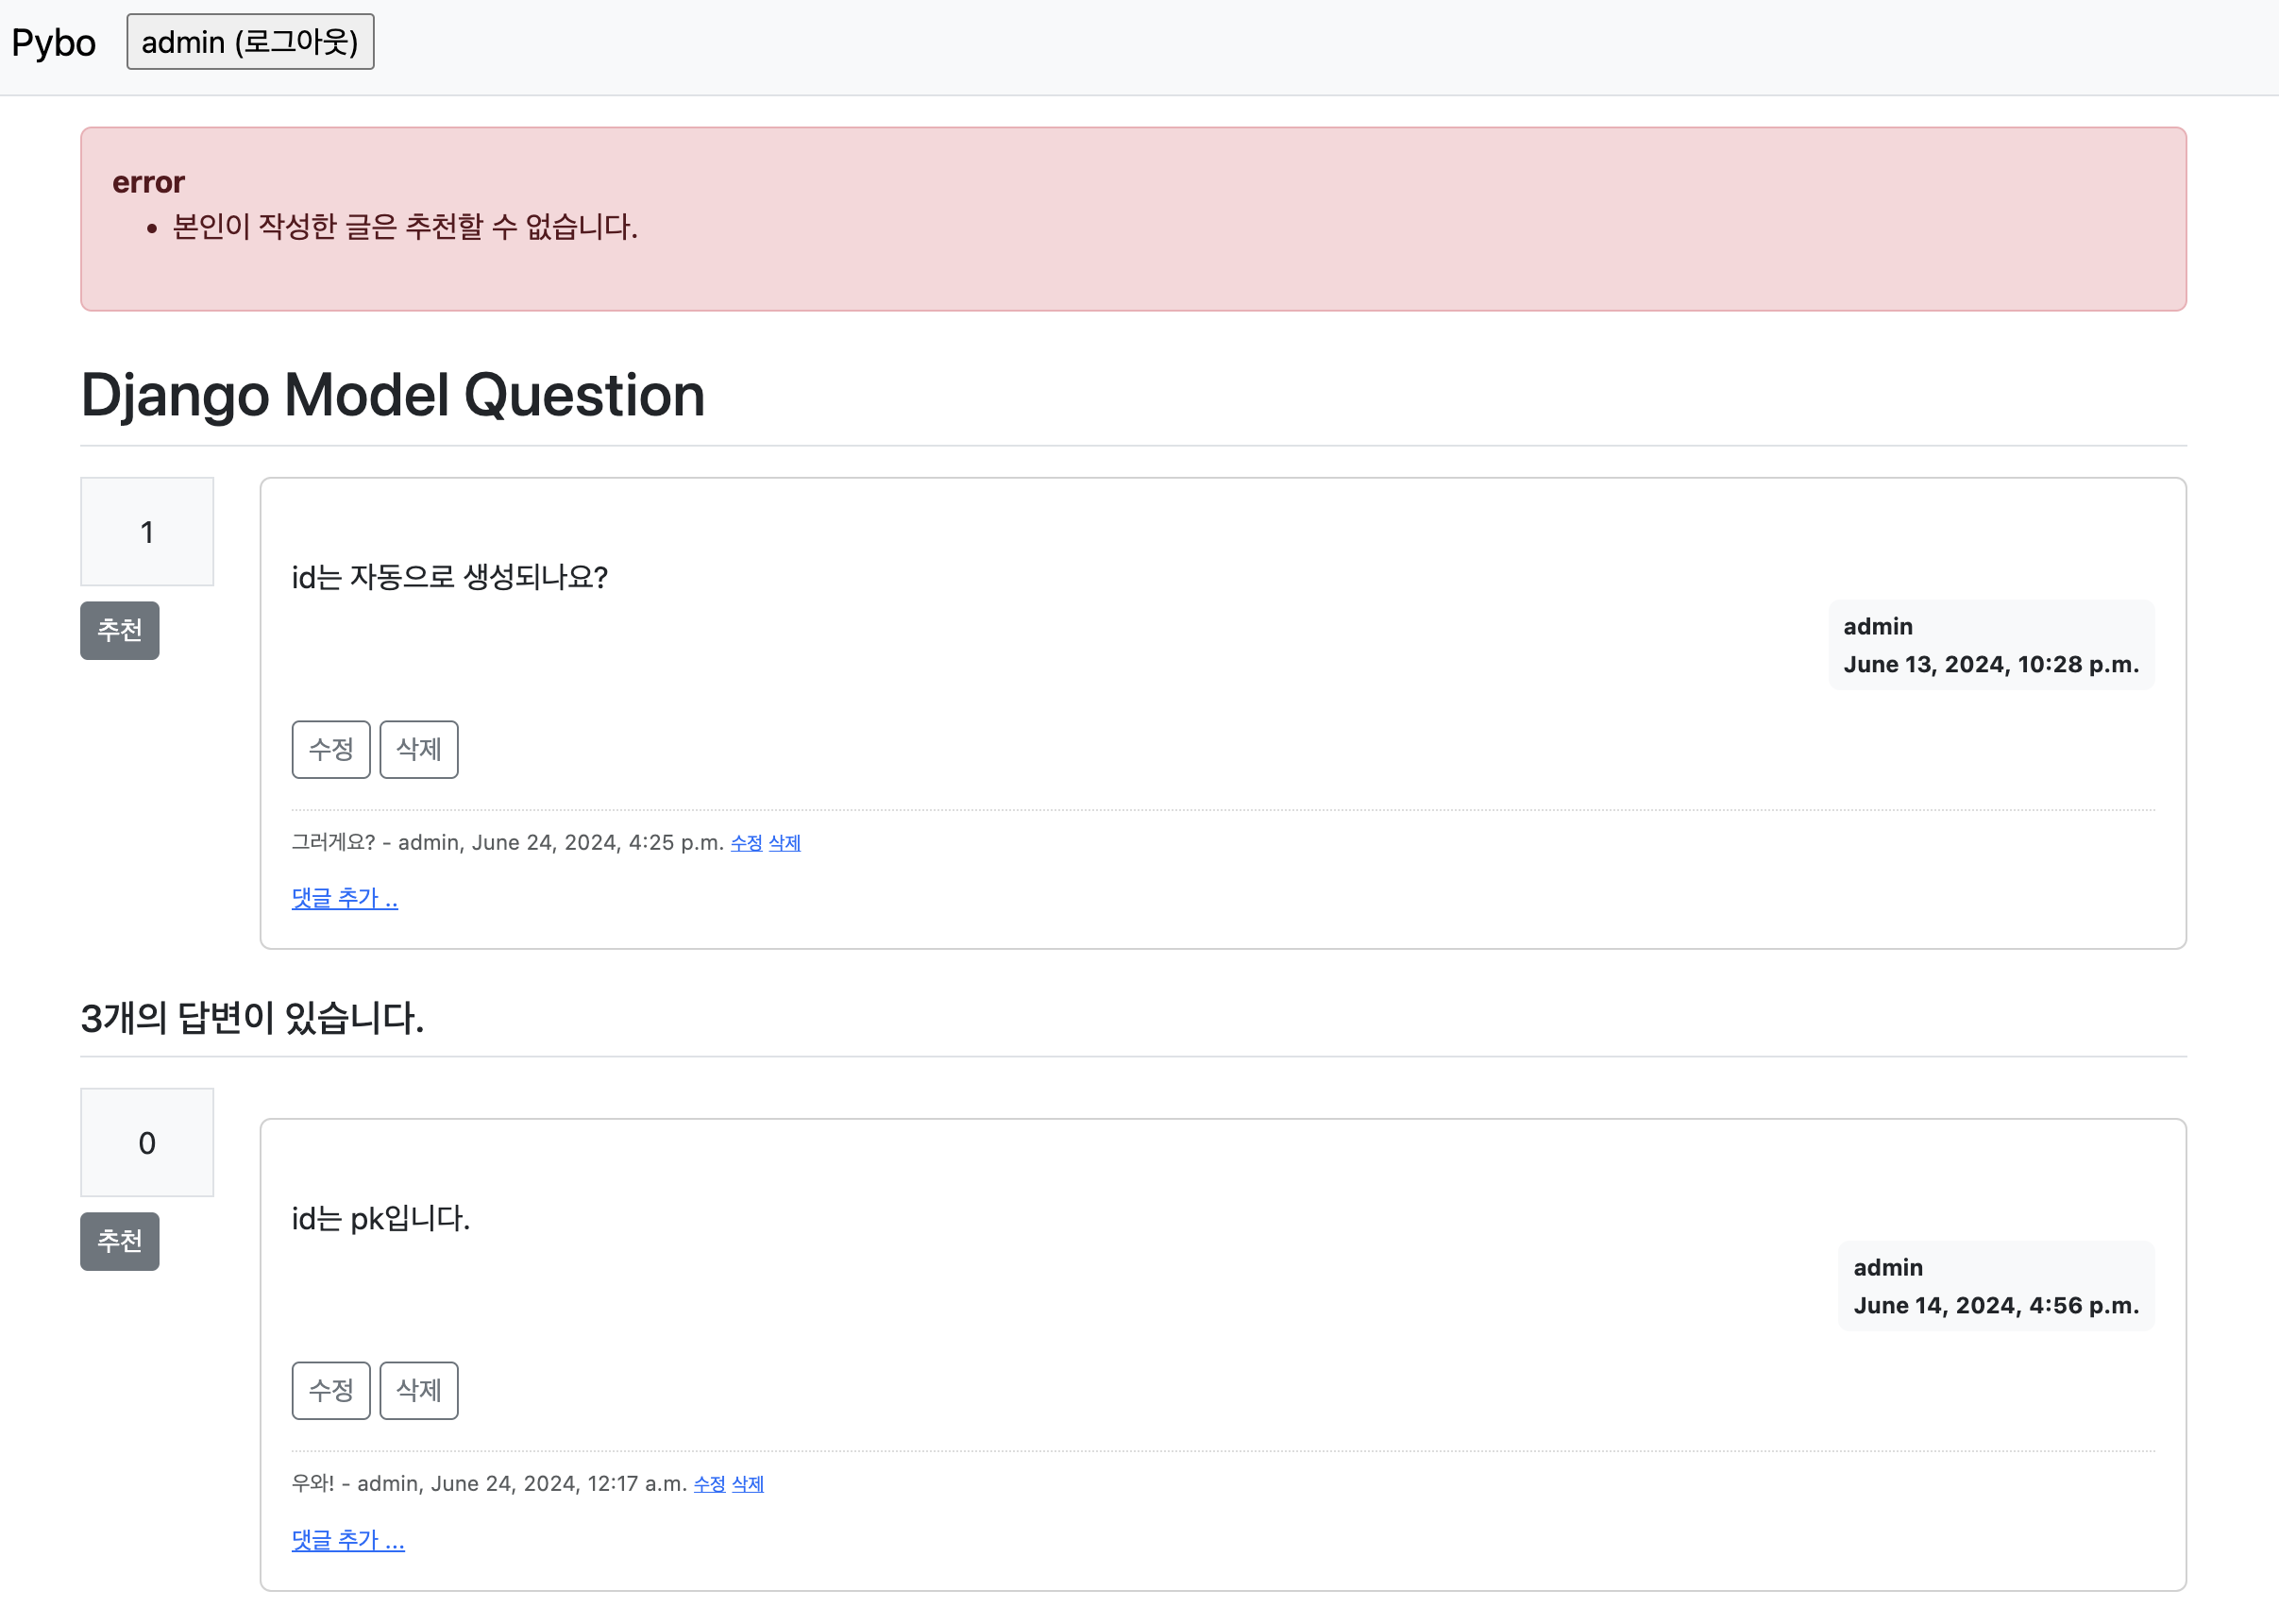 Pybo admin (로그아웃)
error
• 본인이 작성한 글은 추천할 수 없습니다.
Django Model Question
1
추천
id는 자동으로 생성되나요?
admin
June 13, 2024, 10:28 p.m.
수정 삭제
그러게요? - admin, June 24, 2024, 4:25 p.m. 수정 삭제
댓글 추가 ..
3개의 답변이 있습니다.
0
추천
id는 pk입니다.
admin
June 14, 2024, 4:56 p.m.
수정 삭제
우와! - admin, June 24, 2024, 12:17 a.m. 수정 삭제
댓글 추가 ...